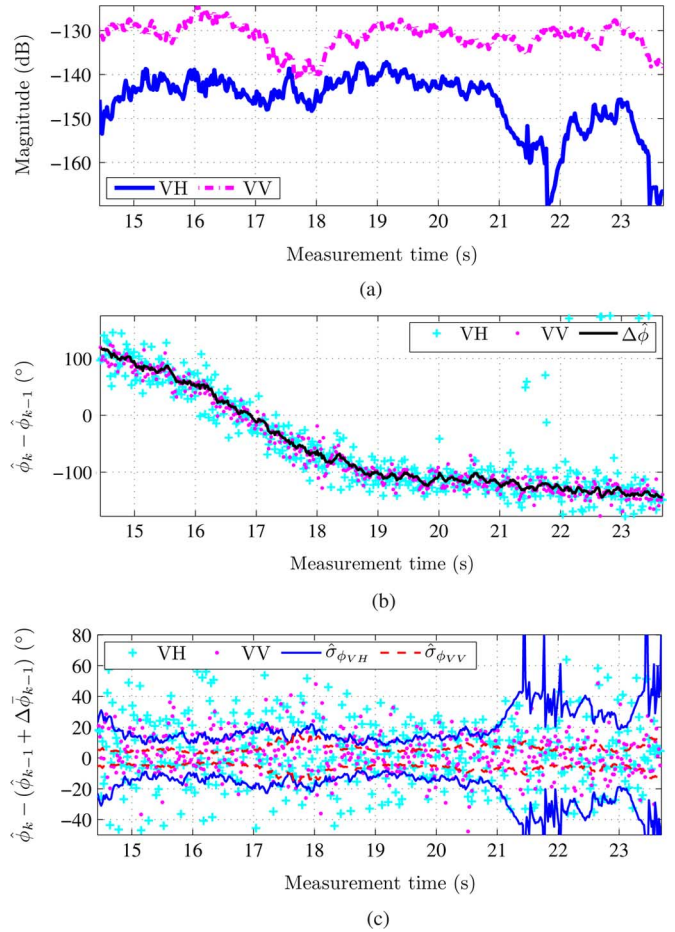 −130
−140
−150
−160
Magnitude (dB)
VH VV
15 16 17 18 19 20 21 22 23
Measurement time (s)
(a)
100
0
−100
ϕ̂ₖ − ϕ̂ₖ₋₁ (°)
VH VV Δϕ̂
15 16 17 18 19 20 21 22 23
Measurement time (s)
(b)
80
60
40
20
0
−20
−40
ϕ̂ₖ − (ϕ̂ₖ₋₁ + Δϕ̄ₖ₋₁) (°)
VH VV σ̂_ϕVH σ̂_ϕVV
15 16 17 18 19 20 21 22 23
Measurement time (s)
(c)